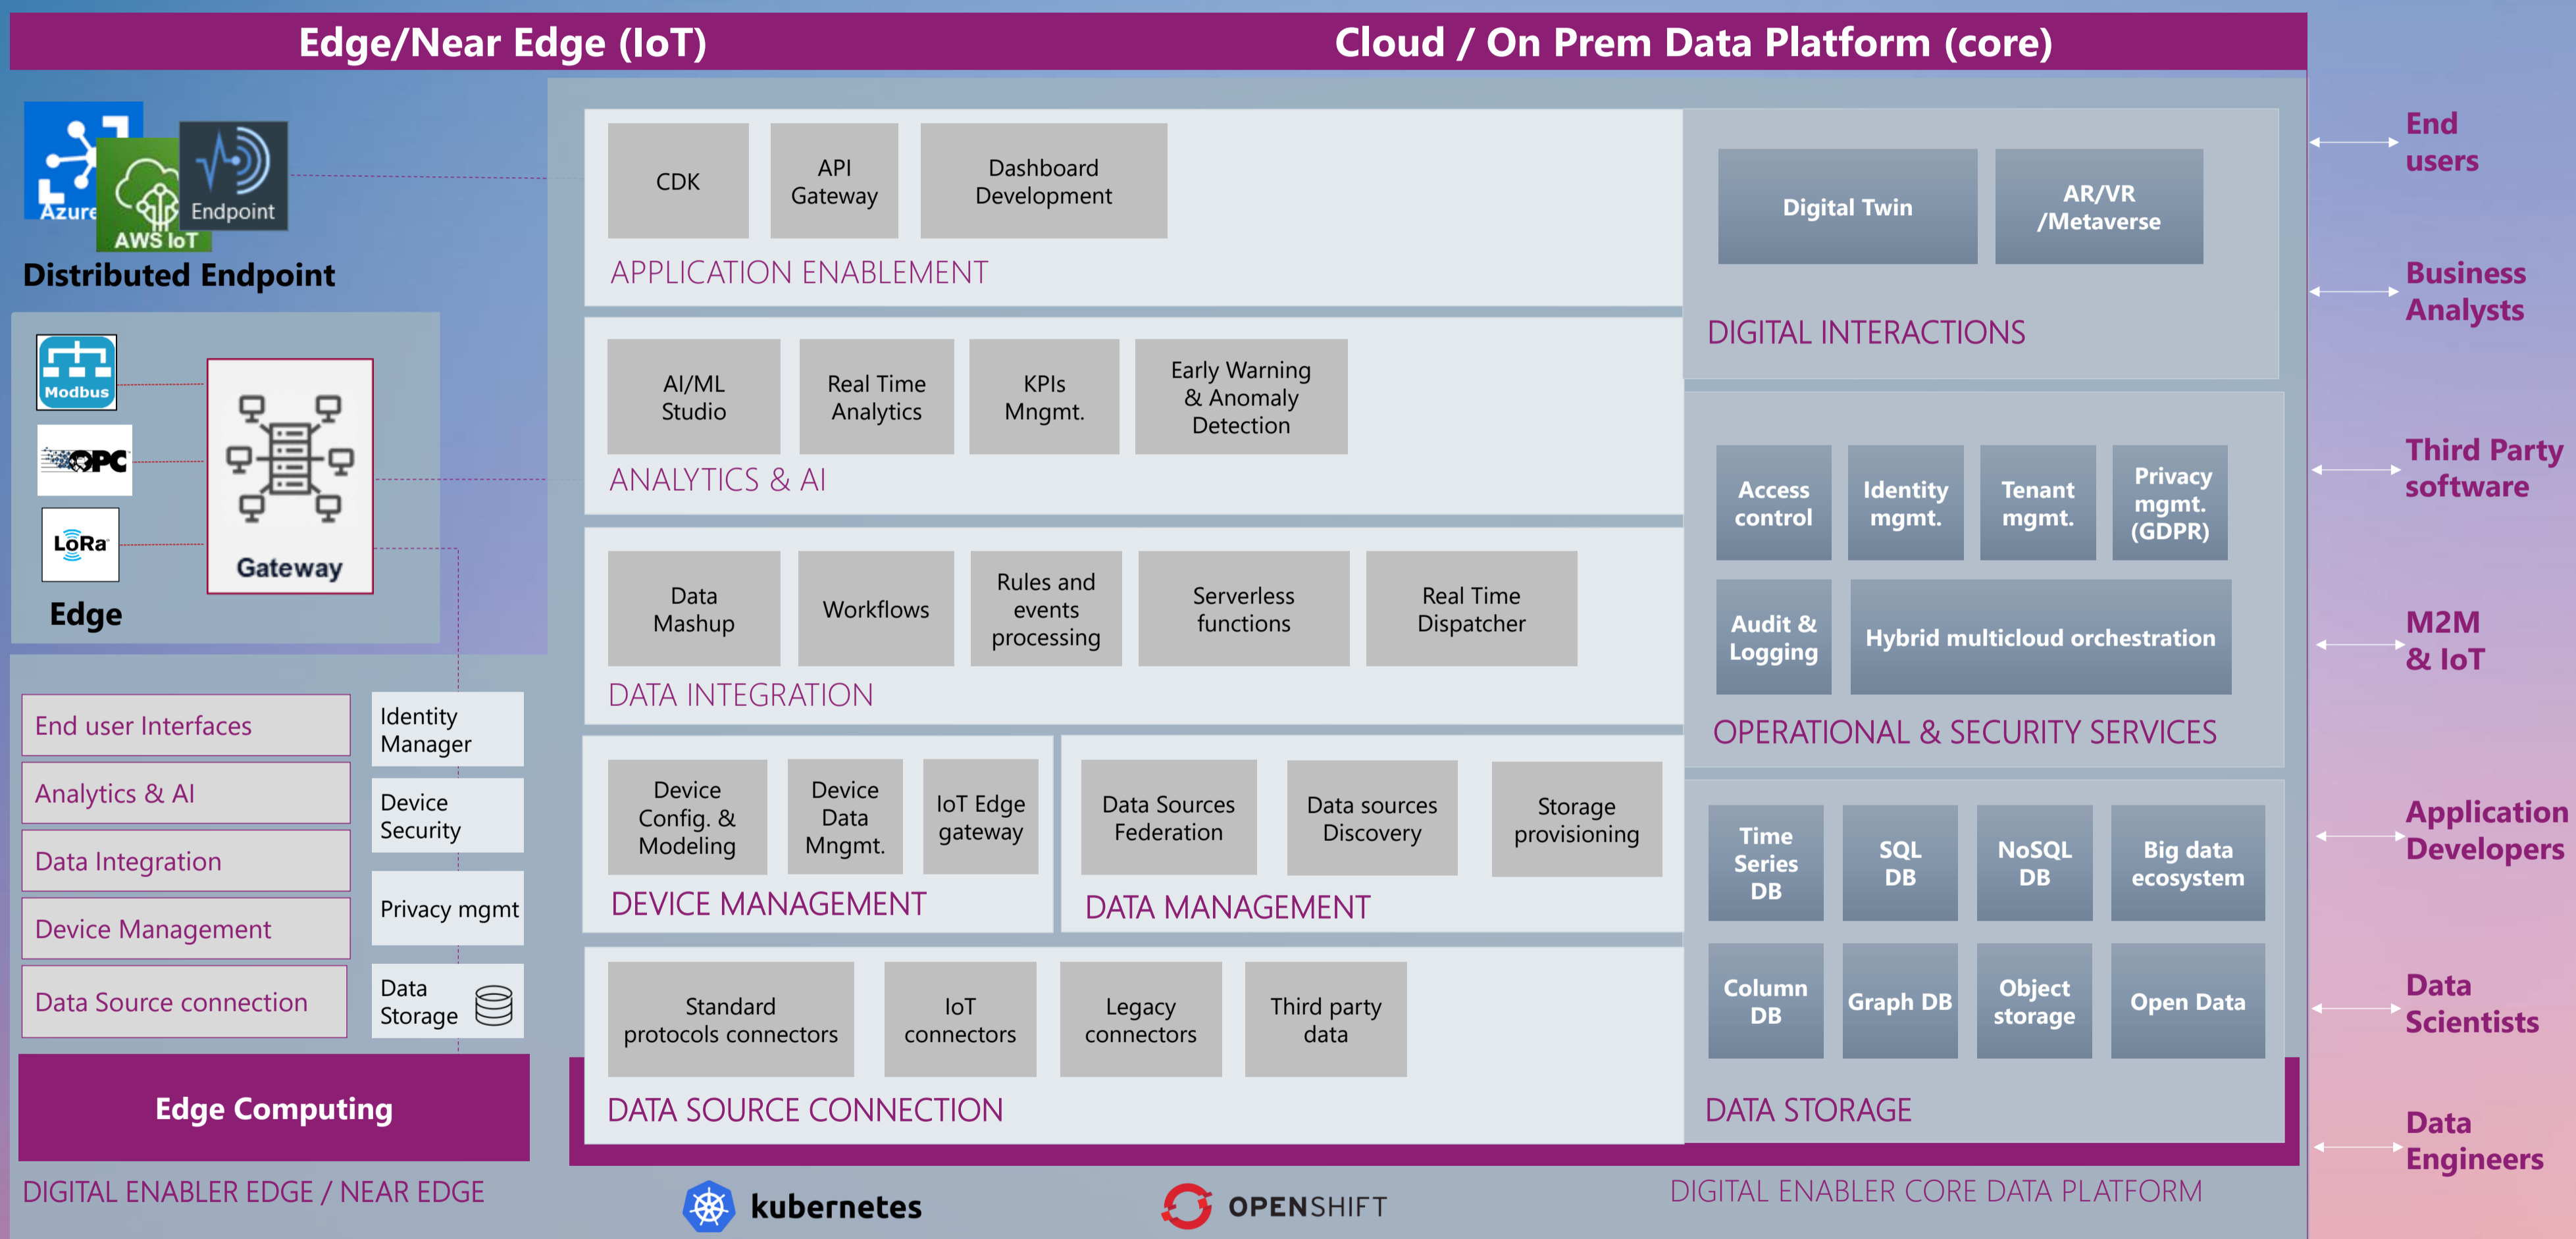 Edge/Near Edge (IoT)
Cloud / On Prem Data Platform (core)
Azure
AWS IoT
Endpoint
Distributed Endpoint
Modbus
OPC
LoRa
Gateway
Edge
End user Interfaces
Analytics & AI
Data Integration
Device Management
Data Source connection
Identity
Manager
Device
Security
Privacy mgmt
Data
Storage
Edge Computing
DIGITAL ENABLER EDGE / NEAR EDGE
CDK
API
Gateway
Dashboard
Development
APPLICATION ENABLEMENT
AI/ML
Studio
Real Time
Analytics
KPIs
Mngmt.
Early Warning
& Anomaly
Detection
ANALYTICS & AI
Data
Mashup
Workflows
Rules and
events
processing
Serverless
functions
Real Time
Dispatcher
DATA INTEGRATION
Device
Config. &
Modeling
Device
Data
Mngmt.
IoT Edge
gateway
DEVICE MANAGEMENT
Data Sources
Federation
Data sources
Discovery
Storage
provisioning
DATA MANAGEMENT
Standard
protocols connectors
IoT
connectors
Legacy
connectors
Third party
data
DATA SOURCE CONNECTION
Digital Twin
AR/VR
/Metaverse
DIGITAL INTERACTIONS
Access
control
Identity
mgmt.
Tenant
mgmt.
Privacy
mgmt.
(GDPR)
Audit &
Logging
Hybrid multicloud orchestration
OPERATIONAL & SECURITY SERVICES
Time
Series
DB
SQL
DB
NoSQL
DB
Big data
ecosystem
Column
DB
Graph DB
Object
storage
Open Data
DATA STORAGE
kubernetes
OPENSHIFT
DIGITAL ENABLER CORE DATA PLATFORM
End
users
Business
Analysts
Third Party
software
M2M
& IoT
Application
Developers
Data
Scientists
Data
Engineers